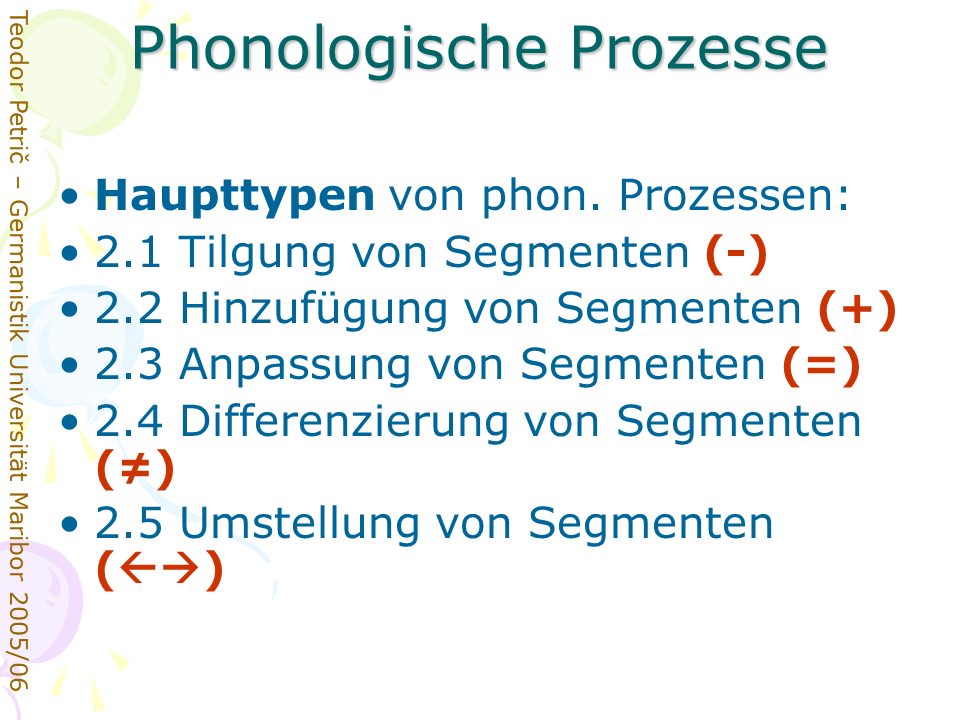 Phonologische Prozesse
• Haupttypen von phon. Prozessen:
• 2.1 Tilgung von Segmenten (-)
• 2.2 Hinzufügung von Segmenten (+)
• 2.3 Anpassung von Segmenten (=)
• 2.4 Differenzierung von Segmenten
(≠)
• 2.5 Umstellung von Segmenten
(←→)
Teodor Petrič – Germanistik Universität Maribor 2005/06